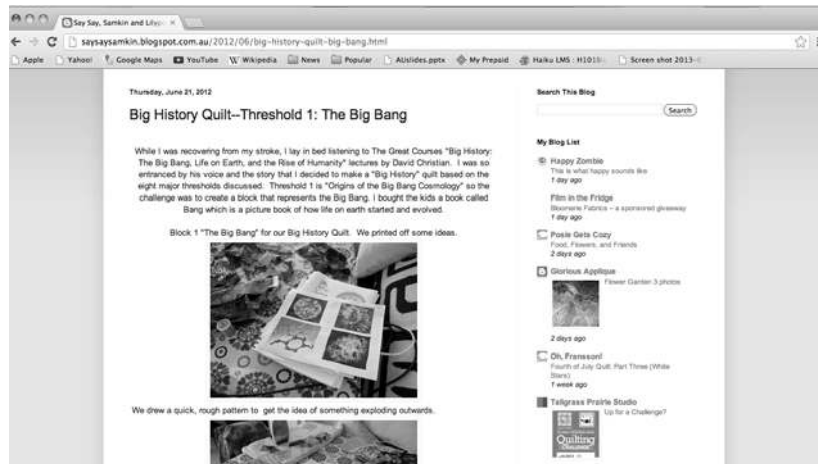 Say Say, Samkin and Lilyp
saysaysamkin.blogspot.com.au/2012/06/big-history-quilt-big-bang.html
Apple Yahoo! Google Maps YouTube Wikipedia News Popular AUslides.pptx My Prepaid Haiku LMS : H101 Screen shot 2013-
Thursday, June 21, 2012
Big History Quilt--Threshold 1: The Big Bang
While I was recovering from my stroke, I lay in bed listening to The Great Courses "Big History:
The Big Bang, Life on Earth, and the Rise of Humanity" lectures by David Christian. I was so
entranced by his voice and the story that I decided to make a "Big History" quilt based on the
eight major thresholds discussed. Threshold 1 is "Origins of the Big Bang Cosmology" so the
challenge was to create a block that represents the Big Bang. I bought the kids a book called
Bang which is a picture book of how life on earth started and evolved.
Block 1 "The Big Bang" for our Big History Quilt. We printed off some ideas.
We drew a quick, rough pattern to get the idea of something exploding outwards.
Search This Blog
Search
My Blog List
Happy Zombie
This is what happy sounds like
1 day ago
Film in the Fridge
Bloomerie Fabrics – a sponsored giveaway
1 day ago
Posie Gets Cozy
Food, Flowers, and Friends
2 days ago
Glorious Applique
Flower Garden 3 photos
2 days ago
Oh, Fransson!
Fourth of July Quilt: Part Three (White
Stars)
1 week ago
Tallgrass Prairie Studio
Up for a Challenge?
Quilting
CHALLENGE